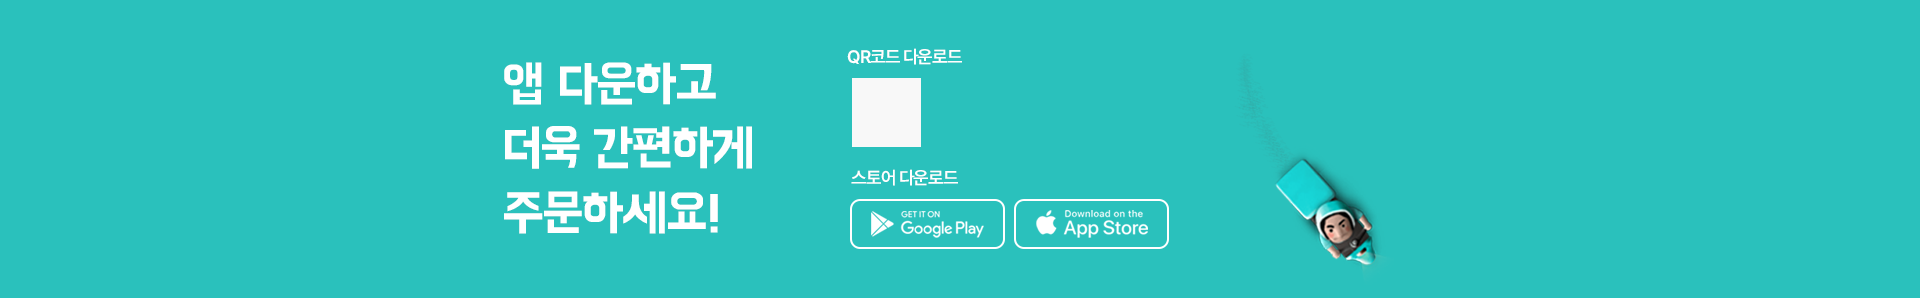 앱 다운하고
더욱 간편하게
주문하세요!
QR코드 다운로드
스토어 다운로드
GET IT ON
Google Play
Download on the
App Store